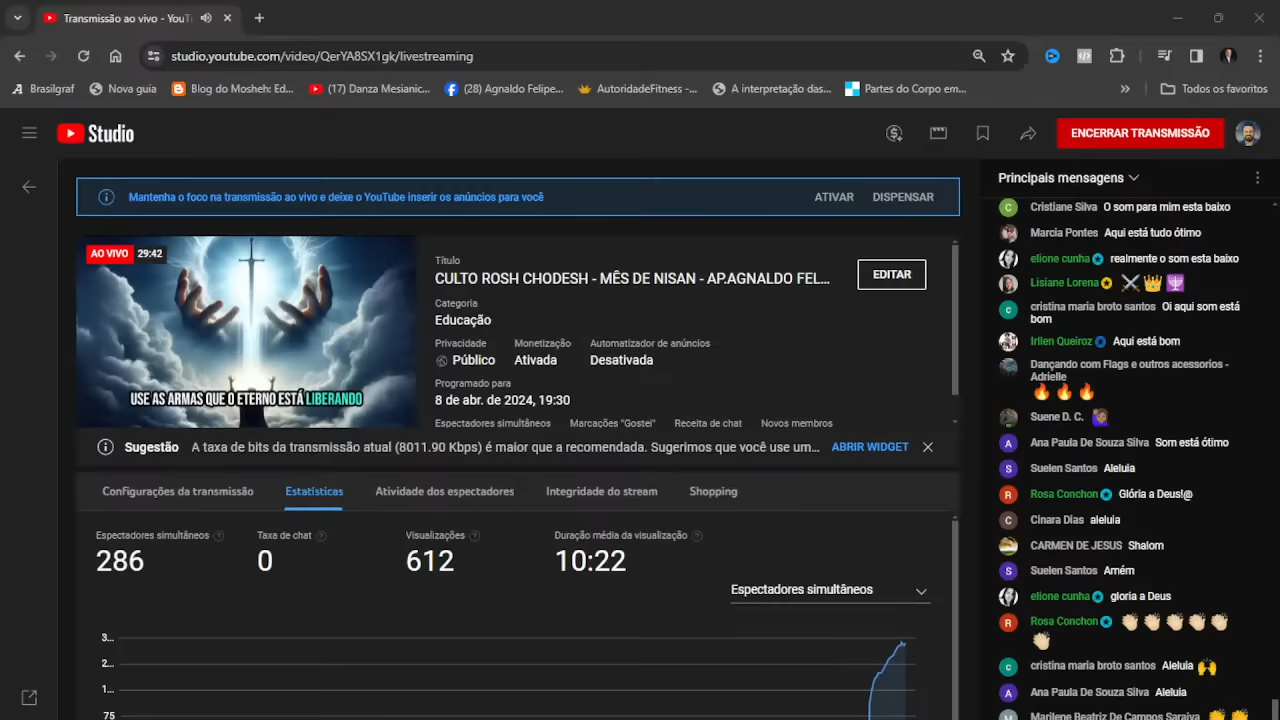 Transmissão ao vivo - YouT
studio.youtube.com/video/QerYA8SX1gk/livestreaming
Brasilgraf
Nova guia
Blog do Mosheh: Ed...
(17) Danza Mesianic...
(28) Agnaldo Felipe...
AutoridadeFitness -...
A interpretação das...
Partes do Corpo em...
Todos os favoritos
Studio
ENCERRAR TRANSMISSÃO
Mantenha o foco na transmissão ao vivo e deixe o YouTube inserir os anúncios para você
ATIVAR
DISPENSAR
AO VIVO 29:42
USE AS ARMAS QUE O ETERNO ESTÁ LIBERANDO
Título
CULTO ROSH CHODESH - MÊS DE NISAN - AP.AGNALDO FEL...
EDITAR
Categoria
Educação
Privacidade
Público
Monetização
Ativada
Automatizador de anúncios
Desativada
Programado para
8 de abr. de 2024, 19:30
Espectadores simultâneos
Marcações "Gostei"
Receita de chat
Novos membros
Sugestão A taxa de bits da transmissão atual (8011.90 Kbps) é maior que a recomendada. Sugerimos que você use um...
ABRIR WIDGET
Configurações da transmissão
Estatísticas
Atividade dos espectadores
Integridade do stream
Shopping
Espectadores simultâneos
286
Taxa de chat
0
Visualizações
612
Duração média da visualização
10:22
Espectadores simultâneos
3...
2...
1...
75
Principais mensagens
Cristiane Silva O som para mim esta baixo
Marcia Pontes Aqui está tudo ótimo
elione cunha realmente o som esta baixo
Lisiane Lorena ⚔️👑🕎
cristina maria broto santos Oi aqui som está
bom
Irllen Queiroz Aqui está bom
Dançando com Flags e outros acessorios -
Adrielle
🔥🔥🔥
Suene D. C. 🙋🏾‍♀️
Ana Paula De Souza Silva Som está ótimo
Suelen Santos Aleluia
Rosa Conchon Glória a Deus!@
Cinara Dias aleluia
CARMEN DE JESUS Shalom
Suelen Santos Amém
elione cunha gloria a Deus
Rosa Conchon 👏🏻👏🏻👏🏻👏🏻👏🏻
👏🏻
cristina maria broto santos Aleluia 🙌
Ana Paula De Souza Silva Aleluia
Marilene Beatriz De Campos Saraiva 👏👏